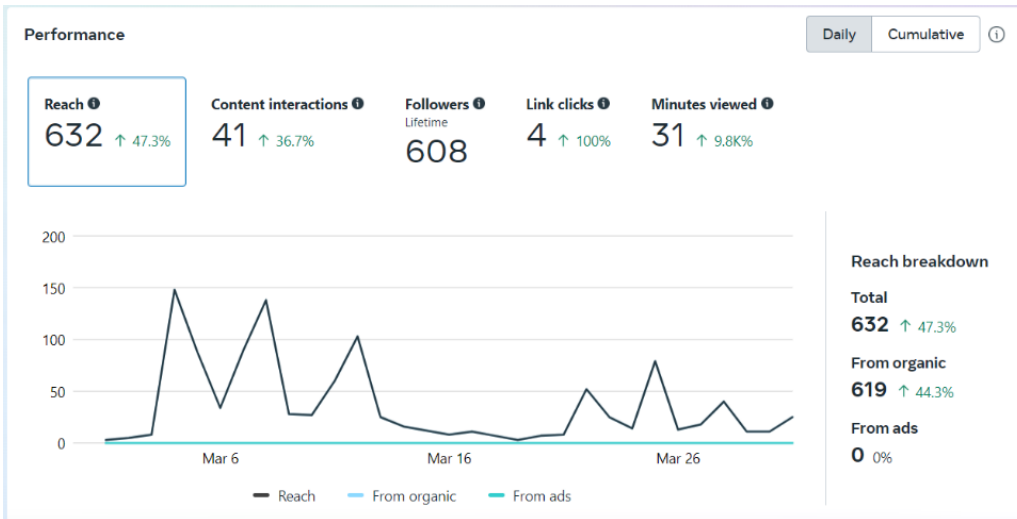 Performance
Daily Cumulative
Reach
632 ↑ 47.3%
Content interactions
41 ↑ 36.7%
Followers
Lifetime
608
Link clicks
4 ↑ 100%
Minutes viewed
31 ↑ 9.8K%
200
150
100
50
0
Mar 6 Mar 16 Mar 26
Reach From organic From ads
Reach breakdown
Total
632 ↑ 47.3%
From organic
619 ↑ 44.3%
From ads
0 0%